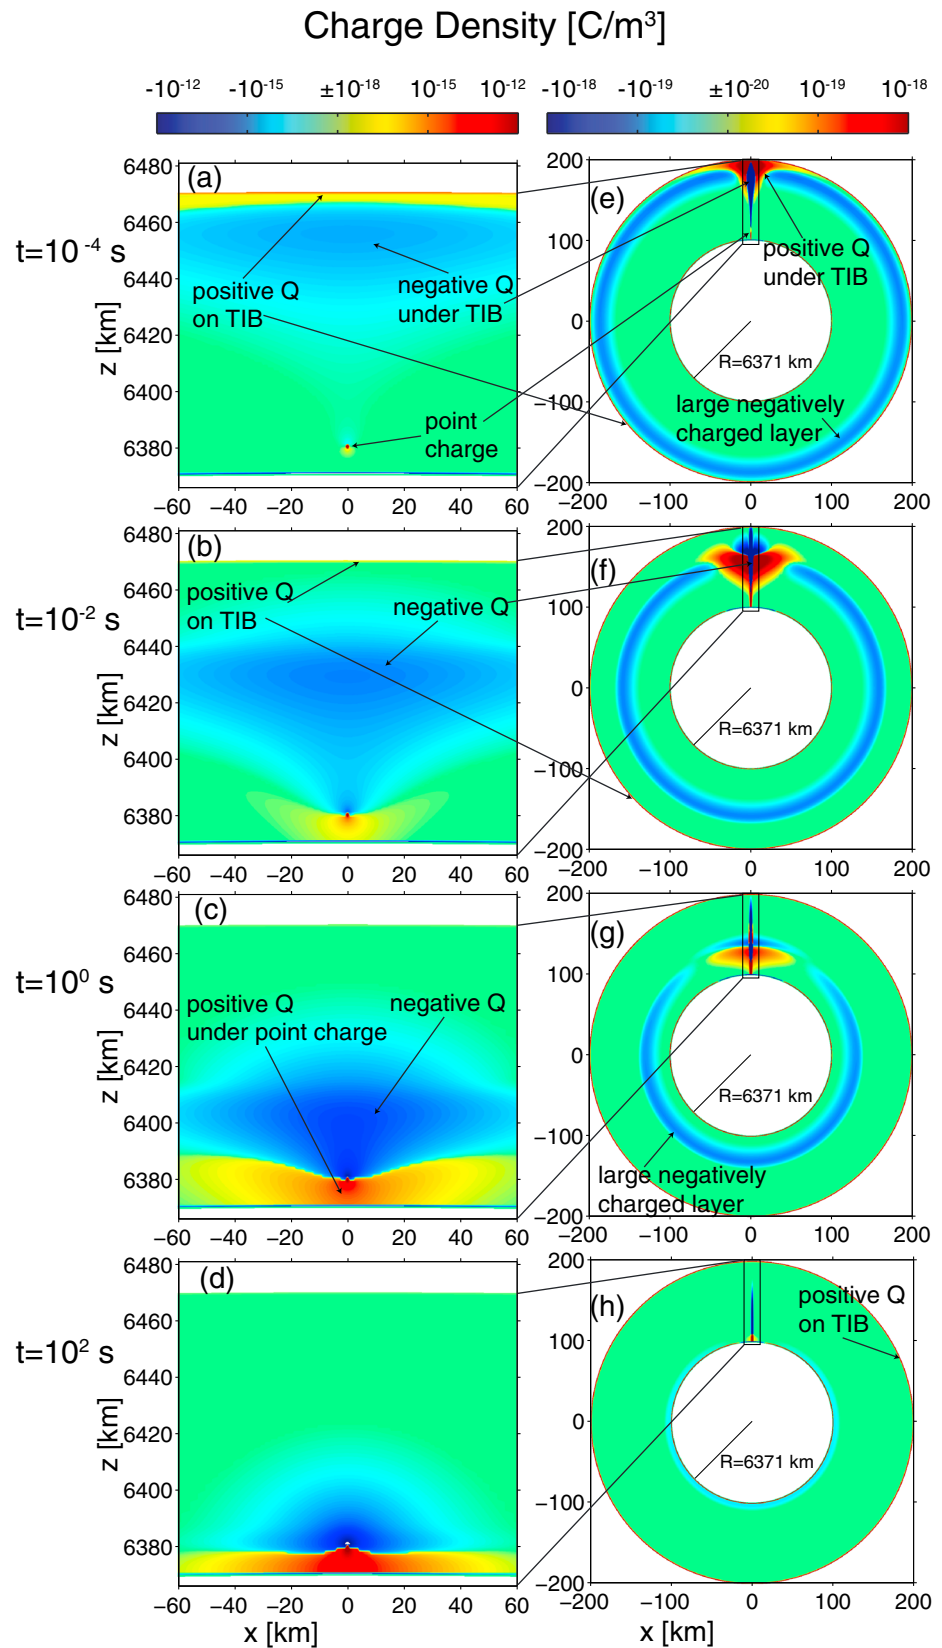 Charge Density [C/m³]
-10⁻¹² -10⁻¹⁵ ±10⁻¹⁸ 10⁻¹⁵ 10⁻¹² -10⁻¹⁸ -10⁻¹⁹ ±10⁻²⁰ 10⁻¹⁹ 10⁻¹⁸
t=10⁻⁴ s
z [km]
6480
6460
6440
6420
6400
6380
(a)
positive Q
on TIB
negative Q
under TIB
point
charge
−60 −40 −20 0 20 40 60
200
100
0
−100
−200
(e)
positive Q
under TIB
R=6371 km
large negatively
charged layer
−200 −100 0 100 200
t=10⁻² s
z [km]
6480
6460
6440
6420
6400
6380
(b)
positive Q
on TIB
negative Q
−60 −40 −20 0 20 40 60
200
100
0
−100
−200
(f)
R=6371 km
−200 −100 0 100 200
t=10⁰ s
z [km]
6480
6460
6440
6420
6400
6380
(c)
positive Q
under point charge
negative Q
−60 −40 −20 0 20 40 60
200
100
0
−100
−200
(g)
R=6371 km
large negatively
charged layer
−200 −100 0 100 200
t=10² s
z [km]
6480
6460
6440
6420
6400
6380
(d)
−60 −40 −20 0 20 40 60
x [km]
200
100
0
−100
−200
(h)
positive Q
on TIB
R=6371 km
−200 −100 0 100 200
x [km]